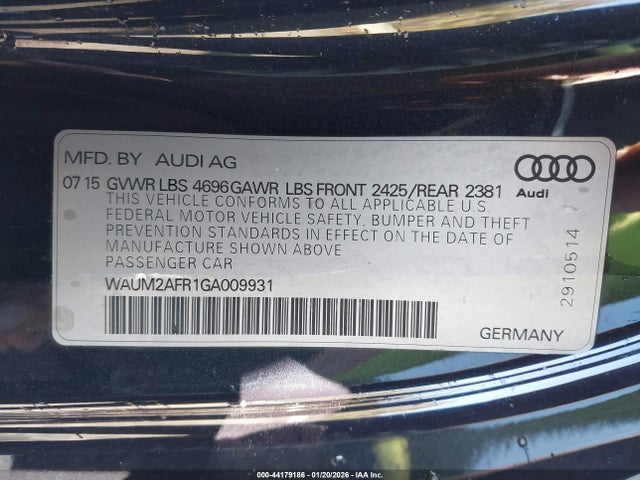 MFD. BY AUDI AG
07 15 GVWR LBS 4696 GAWR LBS FRONT 2425/REAR 2381
THIS VEHICLE CONFORMS TO ALL APPLICABLE U S
FEDERAL MOTOR VEHICLE SAFETY, BUMPER AND THEFT
PREVENTION STANDARDS IN EFFECT ON THE DATE OF
MANUFACTURE SHOWN ABOVE
PASSENGER CAR
WAUM2AFR1GA009931
GERMANY
Audi
2910514
000-44179186 - 01/20/2026 - IAA Inc.